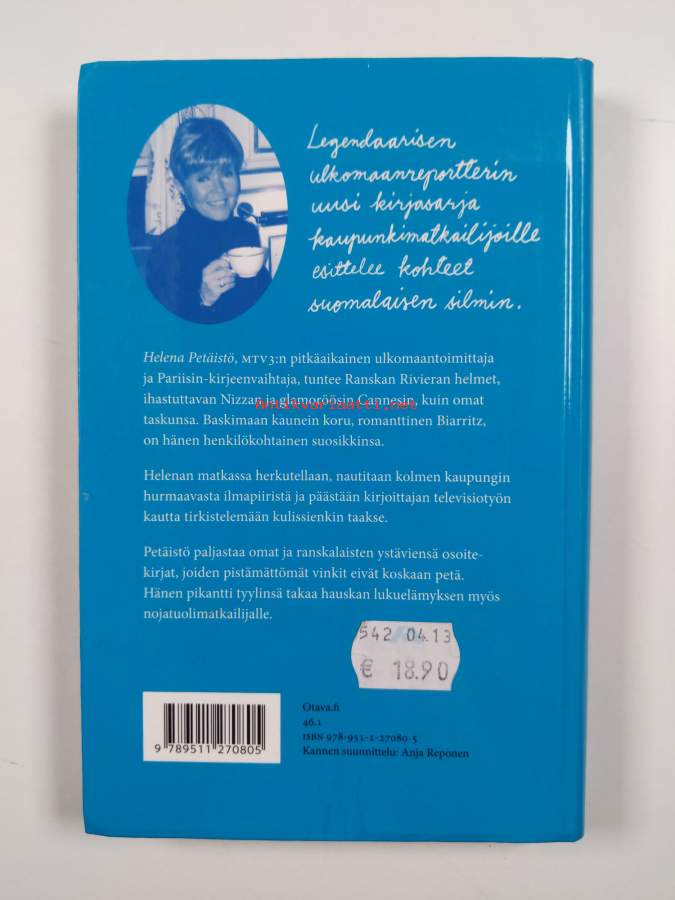 Legendaarisen
ulkomaanreportterin
uusi kirjasarja
kaupunkimatkailijoille
esittelee kohteet
suomalaisen silmin.
Helena Petäistö, MTV3:n pitkäaikainen ulkomaantoimittaja
ja Pariisin-kirjeenvaihtaja, tuntee Ranskan Rivieran helmet,
ihastuttavan Nizzan ja glamoröösin Cannesin, kuin omat
Antikvariaatti.net
taskunsa. Baskimaan kaunein koru, romanttinen Biarritz,
on hänen henkilökohtainen suosikkinsa.
Helenan matkassa herkutellaan, nautitaan kolmen kaupungin
hurmaavasta ilmapiiristä ja päästään kirjoittajan televisiotyön
kautta tirkistelemään kulissienkin taakse.
Petäistö paljastaa omat ja ranskalaisten ystäviensä osoite-
kirjat, joiden pistämättömät vinkit eivät koskaan petä.
Hänen pikantti tyylinsä takaa hauskan lukuelämyksen myös
nojatuolimatkailijalle.
542 04.13
€ 18.90
Otava.fi
46.1
ISBN 978-951-1-27080-5
Kannen suunnittelu: Anja Reponen
9 789511 270805